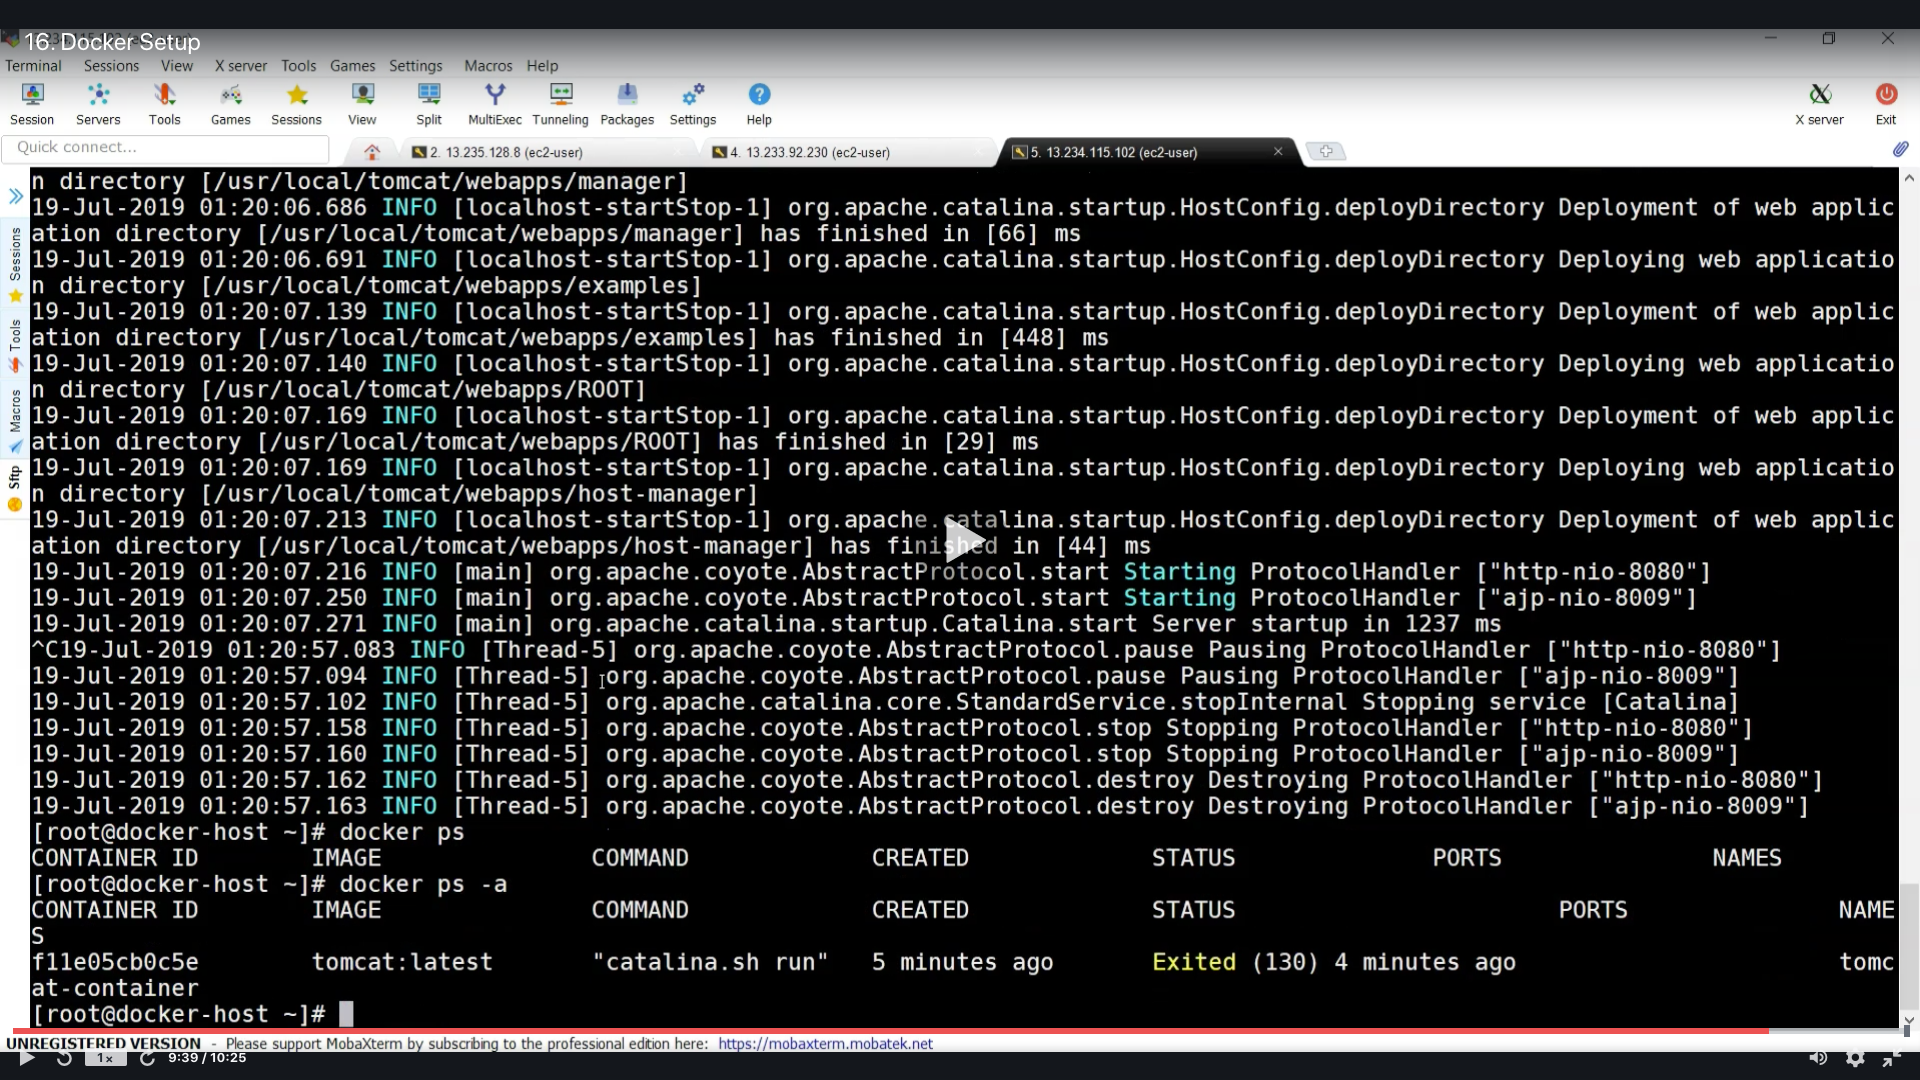 16. Docker Setup
Terminal Sessions View X server Tools Games Settings Macros Help
Session Servers Tools Games Sessions View Split MultiExec Tunneling Packages Settings Help X server Exit
Quick connect...
2. 13.235.128.8 (ec2-user)
4. 13.233.92.230 (ec2-user)
5. 13.234.115.102 (ec2-user)
Sessions
Tools
Macros
Sftp
n directory [/usr/local/tomcat/webapps/manager]
19-Jul-2019 01:20:06.686 INFO [localhost-startStop-1] org.apache.catalina.startup.HostConfig.deployDirectory Deployment of web applic
ation directory [/usr/local/tomcat/webapps/manager] has finished in [66] ms
19-Jul-2019 01:20:06.691 INFO [localhost-startStop-1] org.apache.catalina.startup.HostConfig.deployDirectory Deploying web applicatio
n directory [/usr/local/tomcat/webapps/examples]
19-Jul-2019 01:20:07.139 INFO [localhost-startStop-1] org.apache.catalina.startup.HostConfig.deployDirectory Deployment of web applic
ation directory [/usr/local/tomcat/webapps/examples] has finished in [448] ms
19-Jul-2019 01:20:07.140 INFO [localhost-startStop-1] org.apache.catalina.startup.HostConfig.deployDirectory Deploying web applicatio
n directory [/usr/local/tomcat/webapps/ROOT]
19-Jul-2019 01:20:07.169 INFO [localhost-startStop-1] org.apache.catalina.startup.HostConfig.deployDirectory Deployment of web applic
ation directory [/usr/local/tomcat/webapps/ROOT] has finished in [29] ms
19-Jul-2019 01:20:07.169 INFO [localhost-startStop-1] org.apache.catalina.startup.HostConfig.deployDirectory Deploying web applicatio
n directory [/usr/local/tomcat/webapps/host-manager]
19-Jul-2019 01:20:07.213 INFO [localhost-startStop-1] org.apache.catalina.startup.HostConfig.deployDirectory Deployment of web applic
ation directory [/usr/local/tomcat/webapps/host-manager] has finished in [44] ms
19-Jul-2019 01:20:07.216 INFO [main] org.apache.coyote.AbstractProtocol.start Starting ProtocolHandler ["http-nio-8080"]
19-Jul-2019 01:20:07.250 INFO [main] org.apache.coyote.AbstractProtocol.start Starting ProtocolHandler ["ajp-nio-8009"]
19-Jul-2019 01:20:07.271 INFO [main] org.apache.catalina.startup.Catalina.start Server startup in 1237 ms
^C19-Jul-2019 01:20:57.083 INFO [Thread-5] org.apache.coyote.AbstractProtocol.pause Pausing ProtocolHandler ["http-nio-8080"]
19-Jul-2019 01:20:57.094 INFO [Thread-5] org.apache.coyote.AbstractProtocol.pause Pausing ProtocolHandler ["ajp-nio-8009"]
19-Jul-2019 01:20:57.102 INFO [Thread-5] org.apache.catalina.core.StandardService.stopInternal Stopping service [Catalina]
19-Jul-2019 01:20:57.158 INFO [Thread-5] org.apache.coyote.AbstractProtocol.stop Stopping ProtocolHandler ["http-nio-8080"]
19-Jul-2019 01:20:57.160 INFO [Thread-5] org.apache.coyote.AbstractProtocol.stop Stopping ProtocolHandler ["ajp-nio-8009"]
19-Jul-2019 01:20:57.162 INFO [Thread-5] org.apache.coyote.AbstractProtocol.destroy Destroying ProtocolHandler ["http-nio-8080"]
19-Jul-2019 01:20:57.163 INFO [Thread-5] org.apache.coyote.AbstractProtocol.destroy Destroying ProtocolHandler ["ajp-nio-8009"]
[root@docker-host ~]# docker ps
CONTAINER ID IMAGE COMMAND CREATED STATUS PORTS NAMES
[root@docker-host ~]# docker ps -a
CONTAINER ID IMAGE COMMAND CREATED STATUS PORTS NAME
S
f11e05cb0c5e tomcat:latest "catalina.sh run" 5 minutes ago Exited (130) 4 minutes ago tomc
at-container
[root@docker-host ~]#
UNREGISTERED VERSION - Please support MobaXterm by subscribing to the professional edition here: https://mobaxterm.mobatek.net
1x 9:39 / 10:25